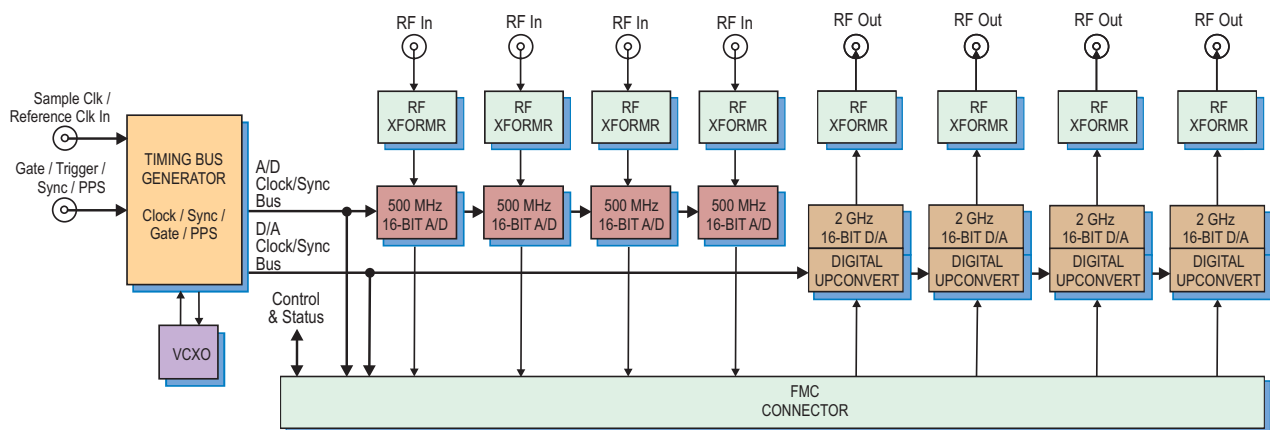 RF In
RF In
RF In
RF In
RF Out
RF Out
RF Out
RF Out
Sample Clk /
Reference Clk In
Gate / Trigger /
Sync / PPS
TIMING BUS
GENERATOR
Clock / Sync /
Gate / PPS
VCXO
A/D
Clock/Sync
Bus
D/A
Clock/Sync
Bus
Control
& Status
RF
XFORMR
RF
XFORMR
RF
XFORMR
RF
XFORMR
RF
XFORMR
RF
XFORMR
RF
XFORMR
RF
XFORMR
500 MHz
16-BIT A/D
500 MHz
16-BIT A/D
500 MHz
16-BIT A/D
500 MHz
16-BIT A/D
2 GHz
16-BIT D/A
DIGITAL
UPCONVERT
2 GHz
16-BIT D/A
DIGITAL
UPCONVERT
2 GHz
16-BIT D/A
DIGITAL
UPCONVERT
2 GHz
16-BIT D/A
DIGITAL
UPCONVERT
FMC
CONNECTOR